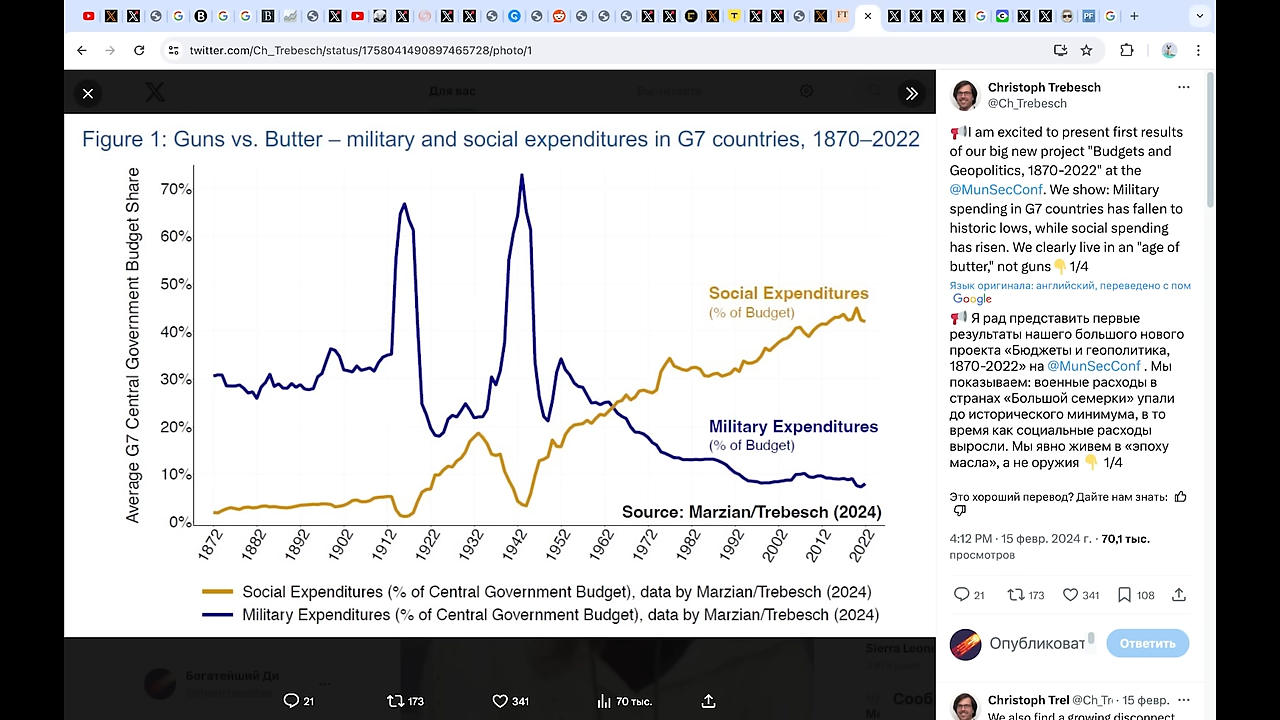 twitter.com/Ch_Trebesch/status/1758041490897465728/photo/1
Для вас
Figure 1: Guns vs. Butter – military and social expenditures in G7 countries, 1870–2022
Average G7 Central Government Budget Share
70%
60%
50%
40%
30%
20%
10%
0%
Social Expenditures
(% of Budget)
Military Expenditures
(% of Budget)
Source: Marzian/Trebesch (2024)
1872
1882
1892
1902
1912
1922
1932
1942
1952
1962
1972
1982
1992
2002
2012
2022
Social Expenditures (% of Central Government Budget), data by Marzian/Trebesch (2024)
Military Expenditures (% of Central Government Budget), data by Marzian/Trebesch (2024)
Богатейший Ди
Sierra Leone
21
173
341
70 тыс.
Christoph Trebesch
@Ch_Trebesch
📢I am excited to present first results
of our big new project "Budgets and
Geopolitics, 1870-2022" at the
@MunSecConf. We show: Military
spending in G7 countries has fallen to
historic lows, while social spending
has risen. We clearly live in an "age of
butter," not guns👇 1/4
Язык оригинала: английский, переведено с пом
Google
📢 Я рад представить первые
результаты нашего большого нового
проекта «Бюджеты и геополитика,
1870-2022» на @MunSecConf . Мы
показываем: военные расходы в
странах «Большой семерки» упали
до исторического минимума, в то
время как социальные расходы
выросли. Мы явно живем в «эпоху
масла», а не оружия 👇 1/4
Это хороший перевод? Дайте нам знать:
4:12 PM · 15 февр. 2024 г. · 70,1 тыс.
просмотров
21
173
341
108
Опубликоват
Ответить
Christoph Trel @Ch_Tr · 15 февр.
We also find a growing disconnect